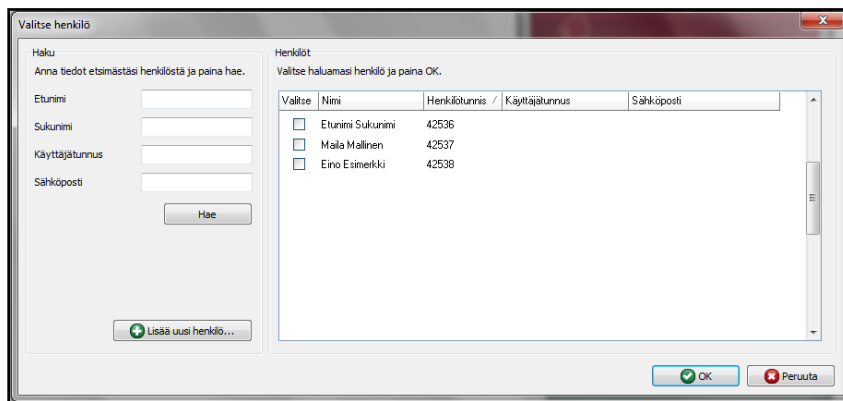 Valitse henkilö
Haku
Anna tiedot etsimästäsi henkilöstä ja paina hae.
Etunimi
Sukunimi
Käyttäjätunnus
Sähköposti
Hae
Lisää uusi henkilö...
Henkilöt
Valitse haluamasi henkilö ja paina OK.
Valitse Nimi Henkilötunnis / Käyttäjätunnus Sähköposti
Etunimi Sukunimi 42536
Maila Mallinen 42537
Eino Esimerkki 42538
OK Peruuta